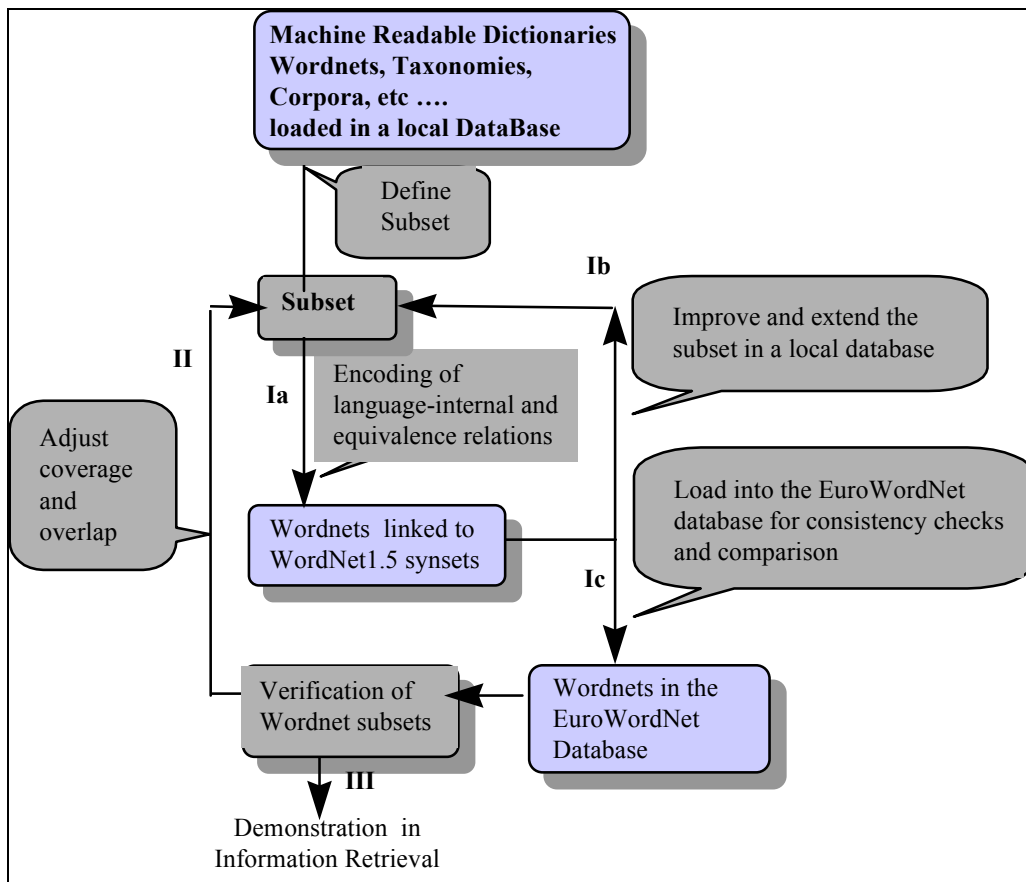 Machine Readable Dictionaries
Wordnets, Taxonomies,
Corpora, etc ….
loaded in a local DataBase
Define
Subset
Ib
Subset
Improve and extend the
subset in a local database
II
Ia
Encoding of
language-internal and
equivalence relations
Adjust
coverage
and
overlap
Load into the EuroWordNet
database for consistency checks
and comparison
Wordnets linked to
WordNet1.5 synsets
Ic
Verification of
Wordnet subsets
Wordnets in the
EuroWordNet
Database
III
Demonstration in
Information Retrieval